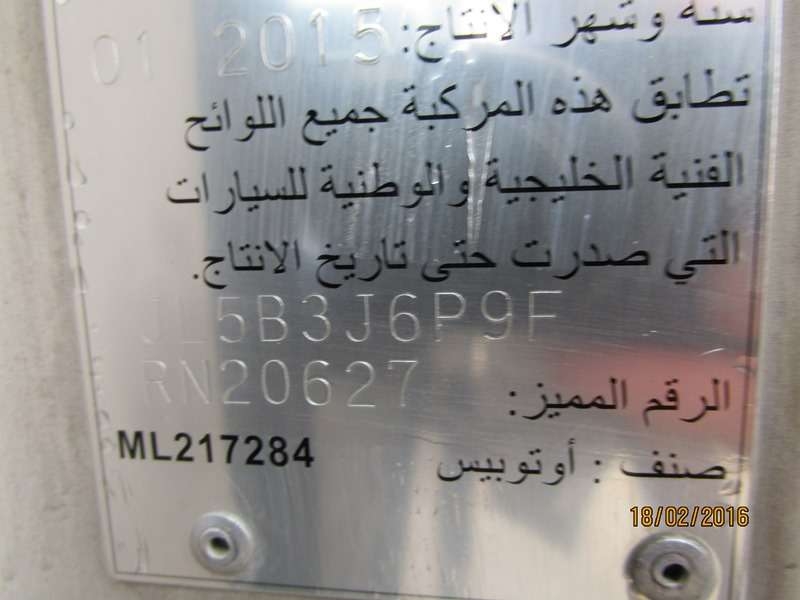 سنة وشهر الانتاج: 01 2015
تطابق هذه المركبة جميع اللوائح
الفنية الخليجية والوطنية للسيارات
التي صدرت حتى تاريخ الانتاج.
JL5B3J6P9F
RN20627
الرقم المميز:
صنف : أوتوبيس
ML217284
18/02/2016